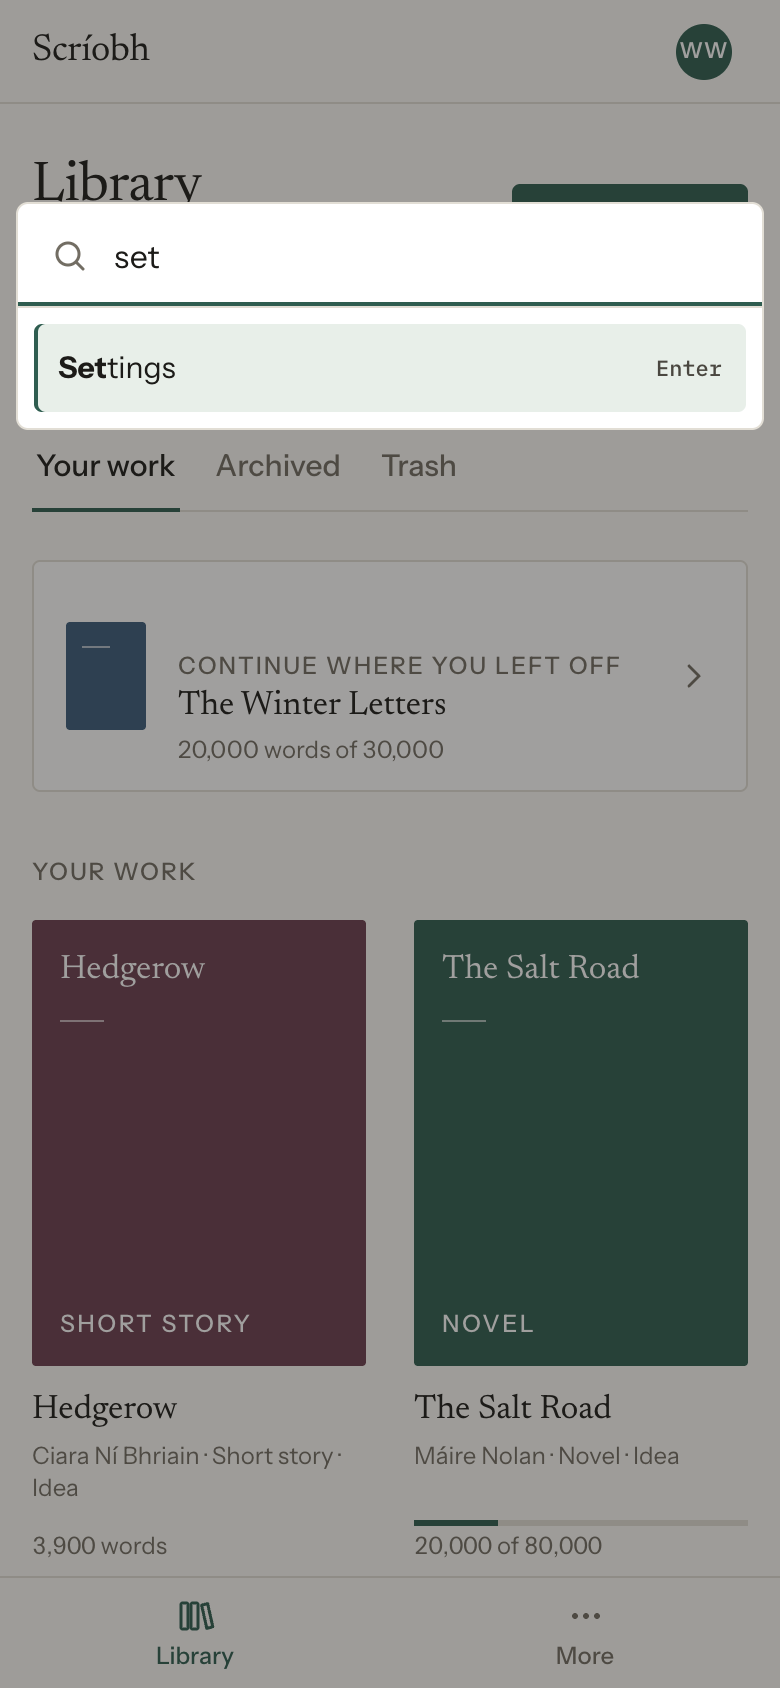 Scríobh
WW
Library
set
Settings
Enter
Your work
Archived
Trash
CONTINUE WHERE YOU LEFT OFF
The Winter Letters
20,000 words of 30,000
YOUR WORK
Hedgerow
SHORT STORY
The Salt Road
NOVEL
Hedgerow
Ciara Ní Bhriain · Short story ·
Idea
3,900 words
The Salt Road
Máire Nolan · Novel · Idea
20,000 of 80,000
Library
More